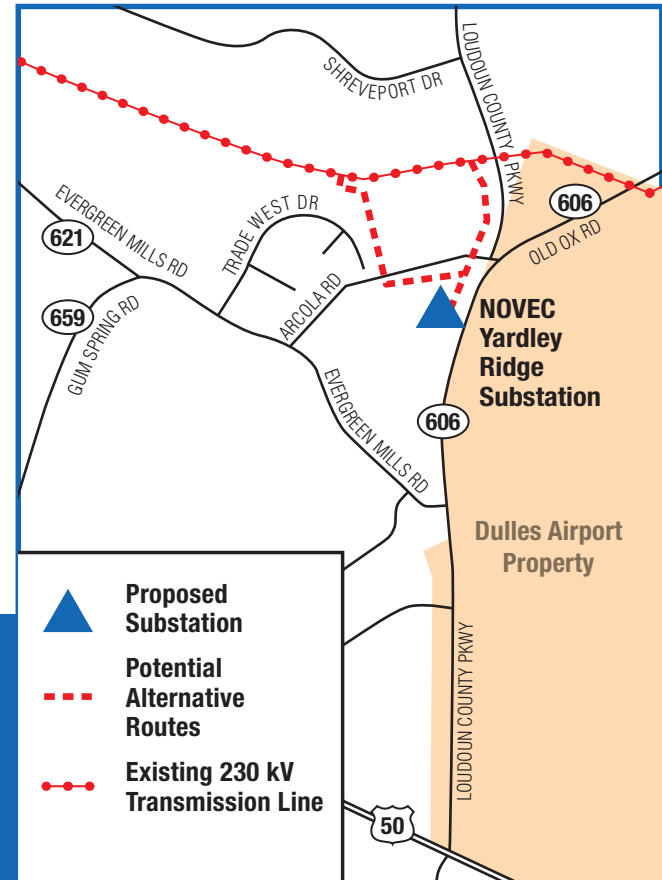 SHREVEPORT DR
LOUDOUN COUNTY PKWY
606
OLD OX RD
EVERGREEN MILLS RD
621
TRADE WEST DR
659
GUM SPRING RD
ARCOLA RD
NOVEC
Yardley
Ridge
Substation
EVERGREEN MILLS RD
606
Dulles Airport
Property
LOUDOUN COUNTY PKWY
50
Proposed
Substation
Potential
Alternative
Routes
Existing 230 kV
Transmission Line